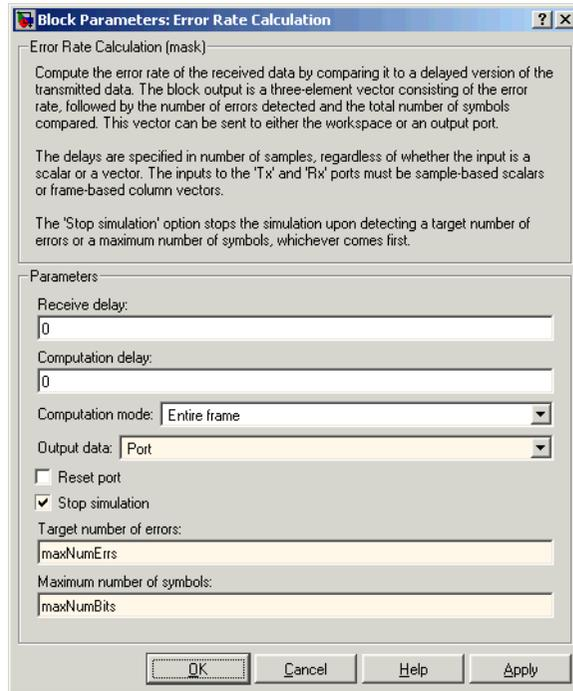 Block Parameters: Error Rate Calculation
Error Rate Calculation (mask)
Compute the error rate of the received data by comparing it to a delayed version of the
transmitted data. The block output is a three-element vector consisting of the error
rate, followed by the number of errors detected and the total number of symbols
compared. This vector can be sent to either the workspace or an output port.
The delays are specified in number of samples, regardless of whether the input is a
scalar or a vector. The inputs to the 'Tx' and 'Rx' ports must be sample-based scalars
or frame-based column vectors.
The 'Stop simulation' option stops the simulation upon detecting a target number of
errors or a maximum number of symbols, whichever comes first.
Parameters
Receive delay:
0
Computation delay:
0
Computation mode: Entire frame
Output data: Port
Reset port
Stop simulation
Target number of errors:
maxNumErrs
Maximum number of symbols:
maxNumBits
OK Cancel Help Apply